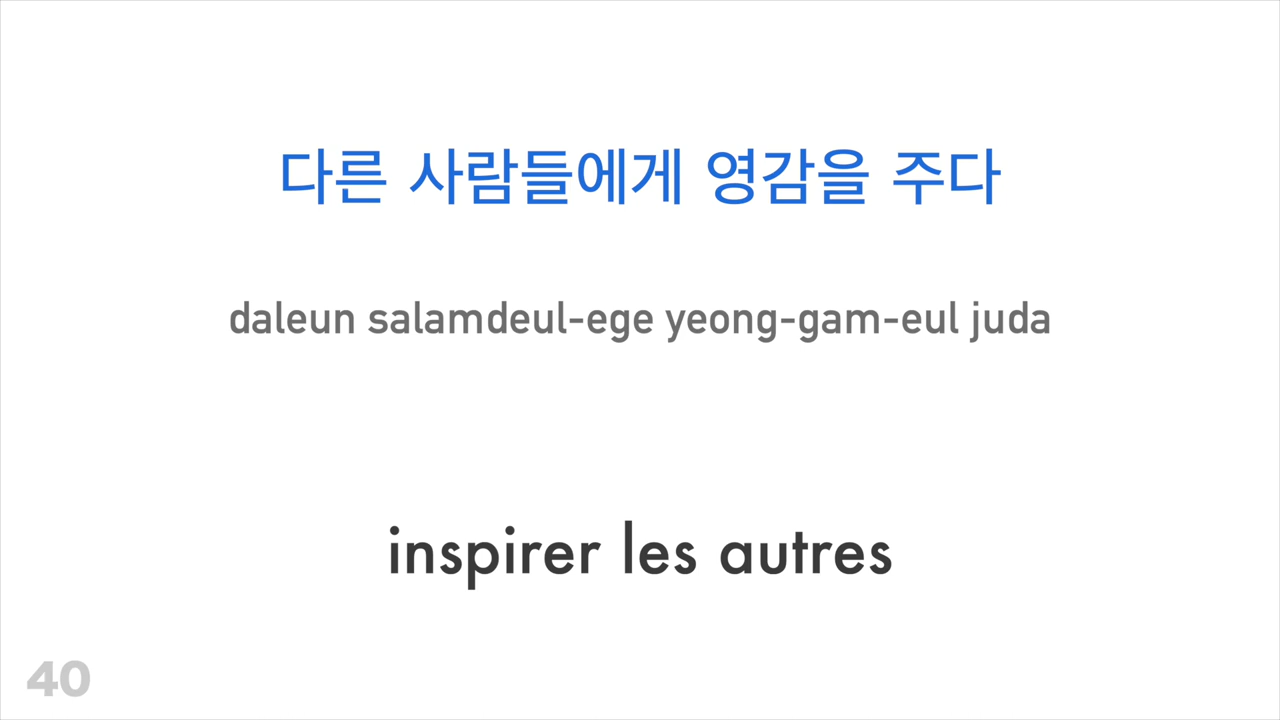 다른 사람들에게 영감을 주다
daleun salamdeul-ege yeong-gam-eul juda
inspirer les autres
40